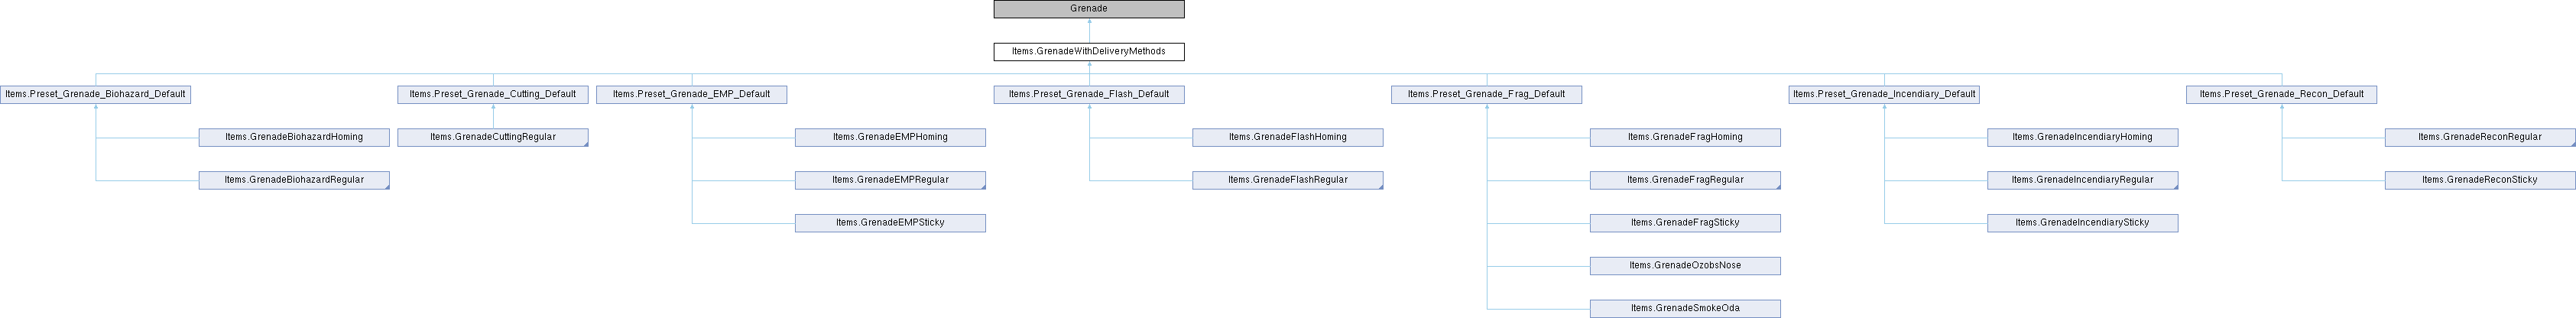 Grenade
Items.GrenadeWithDeliveryMethods
Items.Preset_Grenade_Biohazard_Default
Items.Preset_Grenade_Cutting_Default
Items.Preset_Grenade_EMP_Default
Items.Preset_Grenade_Flash_Default
Items.Preset_Grenade_Frag_Default
Items.Preset_Grenade_Incendiary_Default
Items.Preset_Grenade_Recon_Default
Items.GrenadeBiohazardHoming
Items.GrenadeCuttingRegular
Items.GrenadeEMPHoming
Items.GrenadeFlashHoming
Items.GrenadeFragHoming
Items.GrenadeIncendiaryHoming
Items.GrenadeReconRegular
Items.GrenadeBiohazardRegular
Items.GrenadeEMPRegular
Items.GrenadeFlashRegular
Items.GrenadeFragRegular
Items.GrenadeIncendiaryRegular
Items.GrenadeReconSticky
Items.GrenadeEMPSticky
Items.GrenadeFragSticky
Items.GrenadeIncendiarySticky
Items.GrenadeOzobsNose
Items.GrenadeSmokeOda